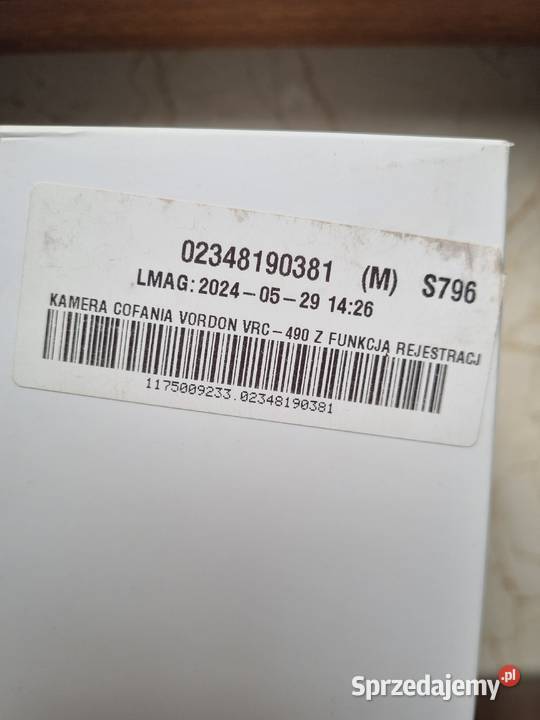 02348190381 (M) S796
LMAG: 2024-05-29 14:26
KAMERA COFANIA VORDON VRC-490 Z FUNKCJĄ REJESTRACJ
1175009233.02348190381
Sprzedajemy.pl